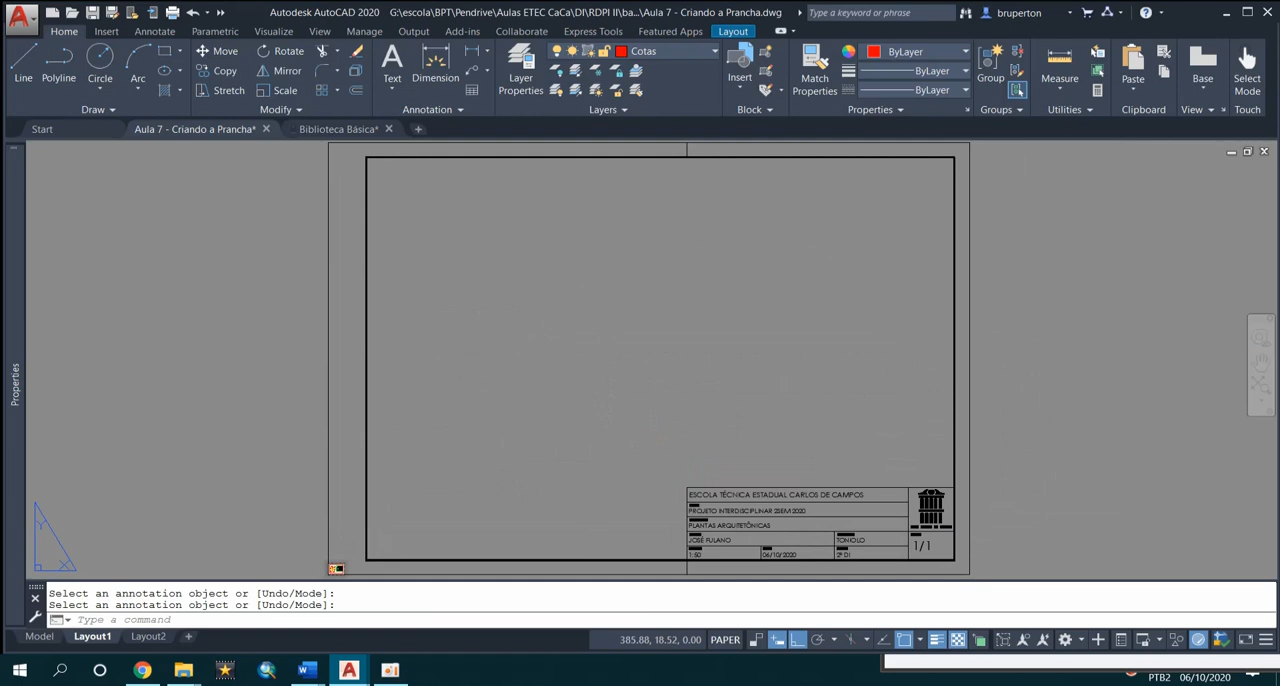 Autodesk AutoCAD 2020 G:\escola\BPT\Pendrive\Aulas ETEC CaCa\DI\RDPI II\ba...\Aula 7 - Criando a Prancha.dwg
Type a keyword or phrase
bruperton
Home Insert Annotate Parametric Visualize View Manage Output Add-ins Collaborate Express Tools Featured Apps Layout
Line Polyline Circle Arc
Move Rotate
Copy Mirror
Stretch Scale
Text Dimension
Layer Properties
Cotas
Insert
Match Properties
ByLayer
ByLayer
ByLayer
Group
Measure
Paste
Base
Select Mode
Draw Modify Annotation Layers Block Properties Groups Utilities Clipboard View Touch
Start Aula 7 - Criando a Prancha* Biblioteca Básica*
Properties
ESCOLA TÉCNICA ESTADUAL CARLOS DE CAMPOS
PROJETO INTERDISCIPLINAR 2SEM 2020
PLANTAS ARQUITETÔNICAS
JOSÉ FULANO TONIOLO
1/1
1:50 06/10/2020 2º DI
Y
X
Select an annotation object or [Undo/Mode]:
Select an annotation object or [Undo/Mode]:
Type a command
Model Layout1 Layout2
385.88, 18.52, 0.00 PAPER
PTB2 06/10/2020